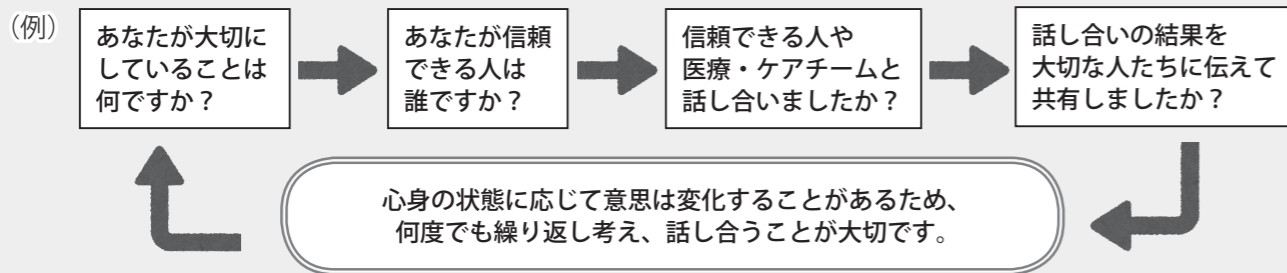 （例）
あなたが大切に
していることは
何ですか？
あなたが信頼
できる人は
誰ですか？
信頼できる人や
医療・ケアチームと
話し合いましたか？
話し合いの結果を
大切な人たちに伝えて
共有しましたか？
心身の状態に応じて意思は変化することがあるため、
何度でも繰り返し考え、話し合うことが大切です。